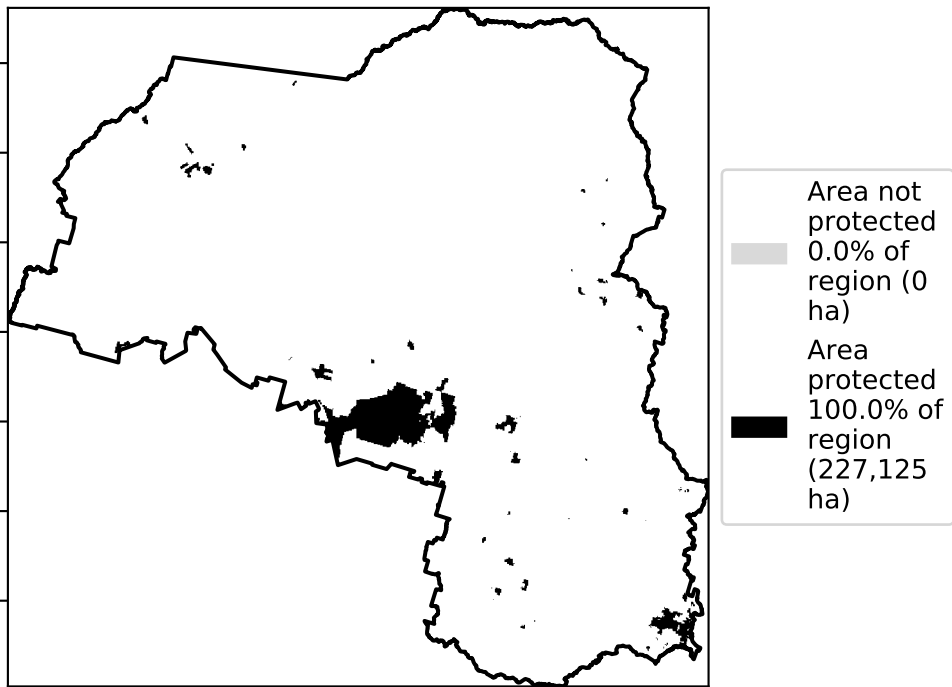 Area not
protected
0.0% of
region (0
ha)
Area
protected
100.0% of
region
(227,125
ha)